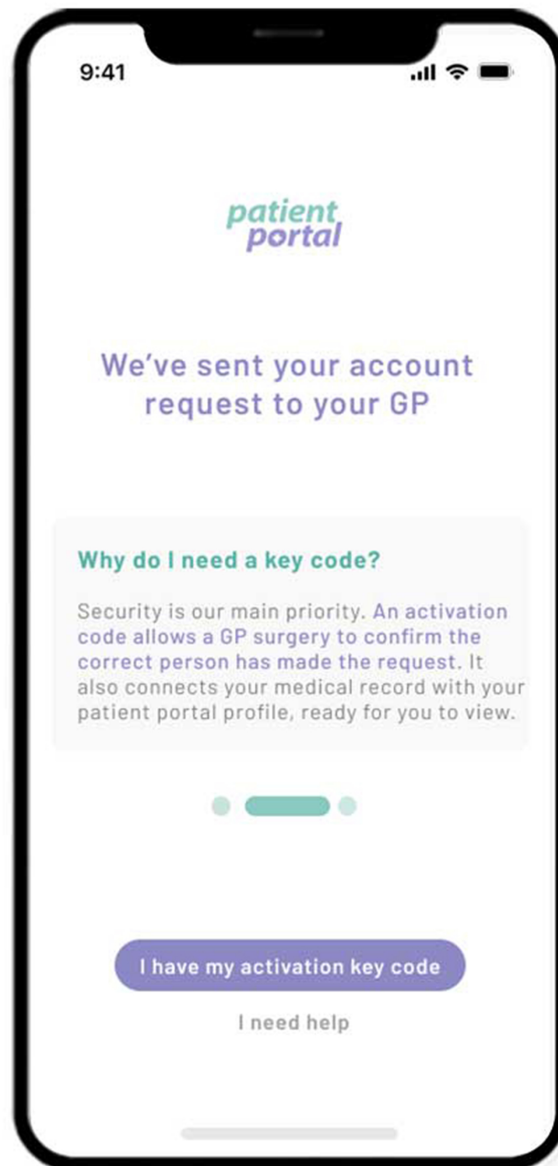 9:41
patient
portal
We've sent your account
request to your GP
Why do I need a key code?
Security is our main priority. An activation
code allows a GP surgery to confirm the
correct person has made the request. It
also connects your medical record with your
patient portal profile, ready for you to view.
I have my activation key code
I need help